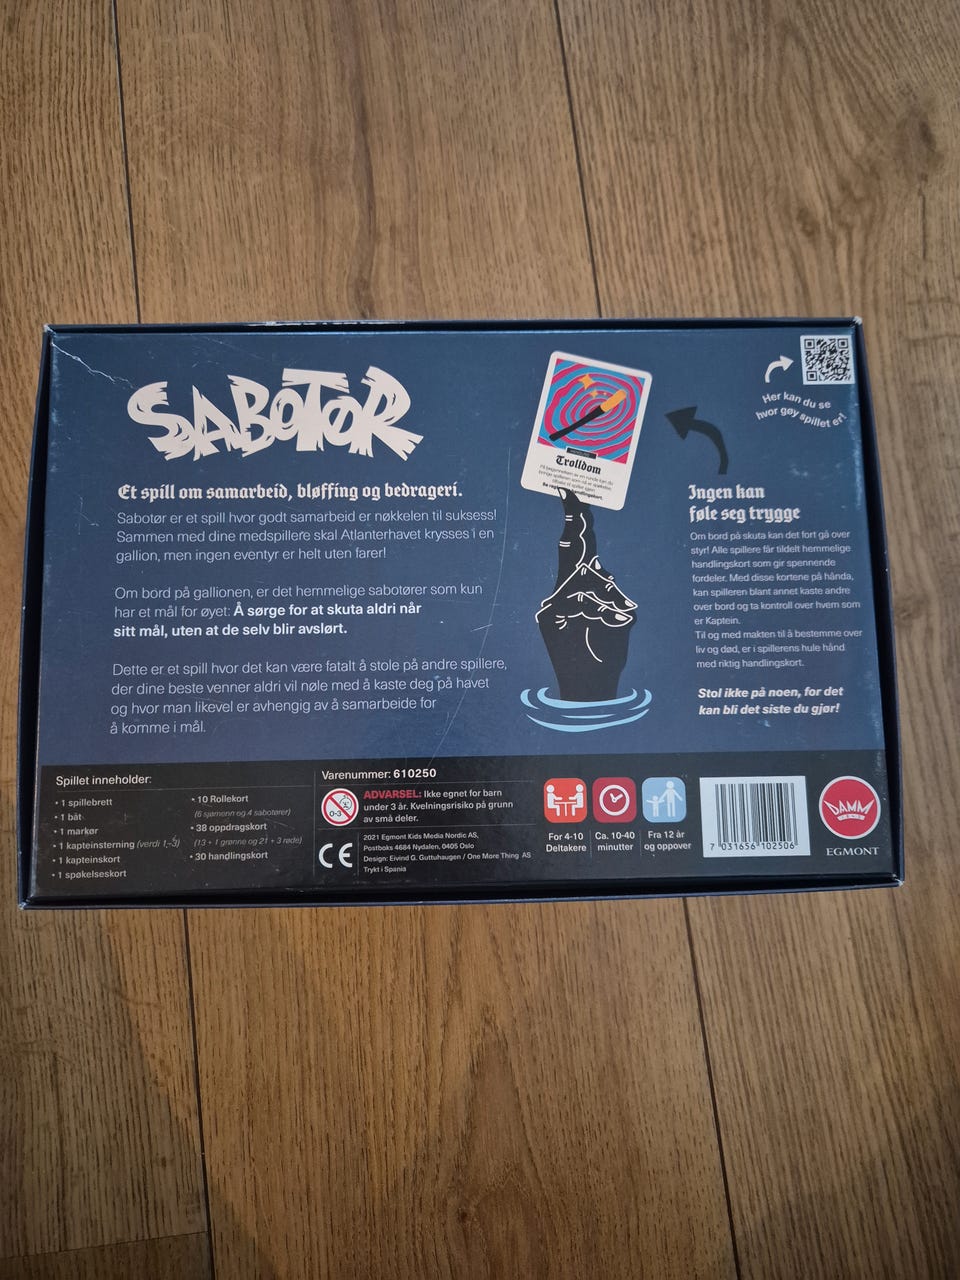 SABOTØR
Et spill om samarbeid, bløffing og bedrageri.
Sabotør er et spill hvor godt samarbeid er nøkkelen til suksess!
Sammen med dine medspillere skal Atlanterhavet krysses i en
gallion, men ingen eventyr er helt uten farer!
Om bord på gallionen, er det hemmelige sabotører som kun
har et mål for øyet: Å sørge for at skuta aldri når
sitt mål, uten at de selv blir avslørt.
Dette er et spill hvor det kan være fatalt å stole på andre spillere,
der dine beste venner aldri vil nøle med å kaste deg på havet
og hvor man likevel er avhengig av å samarbeide for
å komme i mål.
Trolldom
Her kan du se
hvor gøy spillet er!
Ingen kan
føle seg trygge
Om bord på skuta kan det fort gå over
styr! Alle spillere får tildelt hemmelige
handlingskort som gir spennende
fordeler. Med disse kortene på hånda,
kan spilleren blant annet kaste andre
over bord og ta kontroll over hvem som
er Kaptein.
Til og med makten til å bestemme over
liv og død, er i spillerens hule hånd
med riktig handlingskort.
Stol ikke på noen, for det
kan bli det siste du gjør!
Spillet inneholder:
• 1 spillebrett
• 1 båt
• 1 markør
• 1 kapteinsterning (verdi 1-3)
• 1 kapteinskort
• 1 spøkelseskort
• 10 Rollekort
(6 sjømenn og 4 sabotører)
• 38 oppdragskort
(13 + 1 grønne og 21 + 3 røde)
• 30 handlingskort
Varenummer: 610250
0-3
ADVARSEL: Ikke egnet for barn
under 3 år. Kvelningsrisiko på grunn
av små deler.
CE
2021 Egmont Kids Media Nordic AS,
Postboks 4684 Nydalen, 0405 Oslo
Design: Eivind G. Guttuhaugen / One More Thing AS
Trykt i Spania
For 4-10
Deltakere
Ca. 10-40
minutter
Fra 12 år
og oppover
7 031656 102506
DAMM
EGMONT